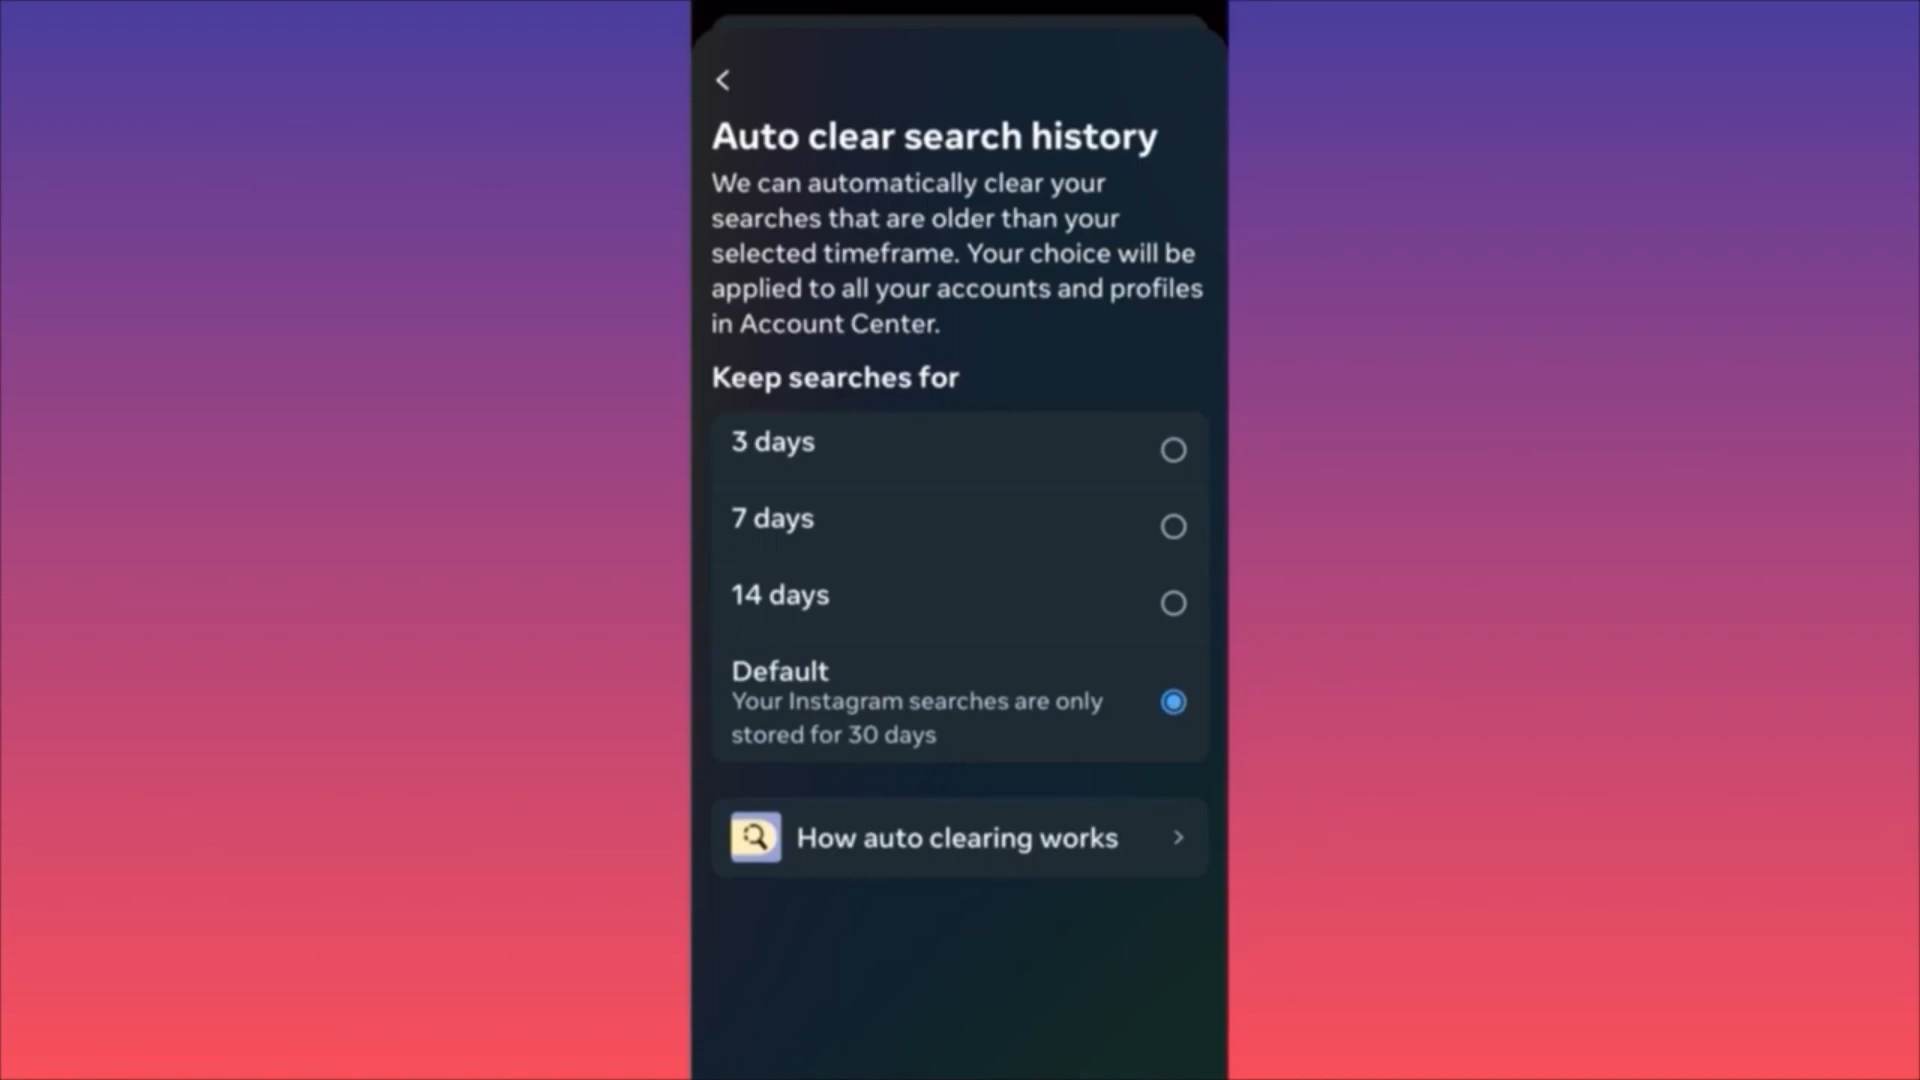 Auto clear search history
We can automatically clear your
searches that are older than your
selected timeframe. Your choice will be
applied to all your accounts and profiles
in Account Center.
Keep searches for
3 days
7 days
14 days
Default
Your Instagram searches are only
stored for 30 days
How auto clearing works